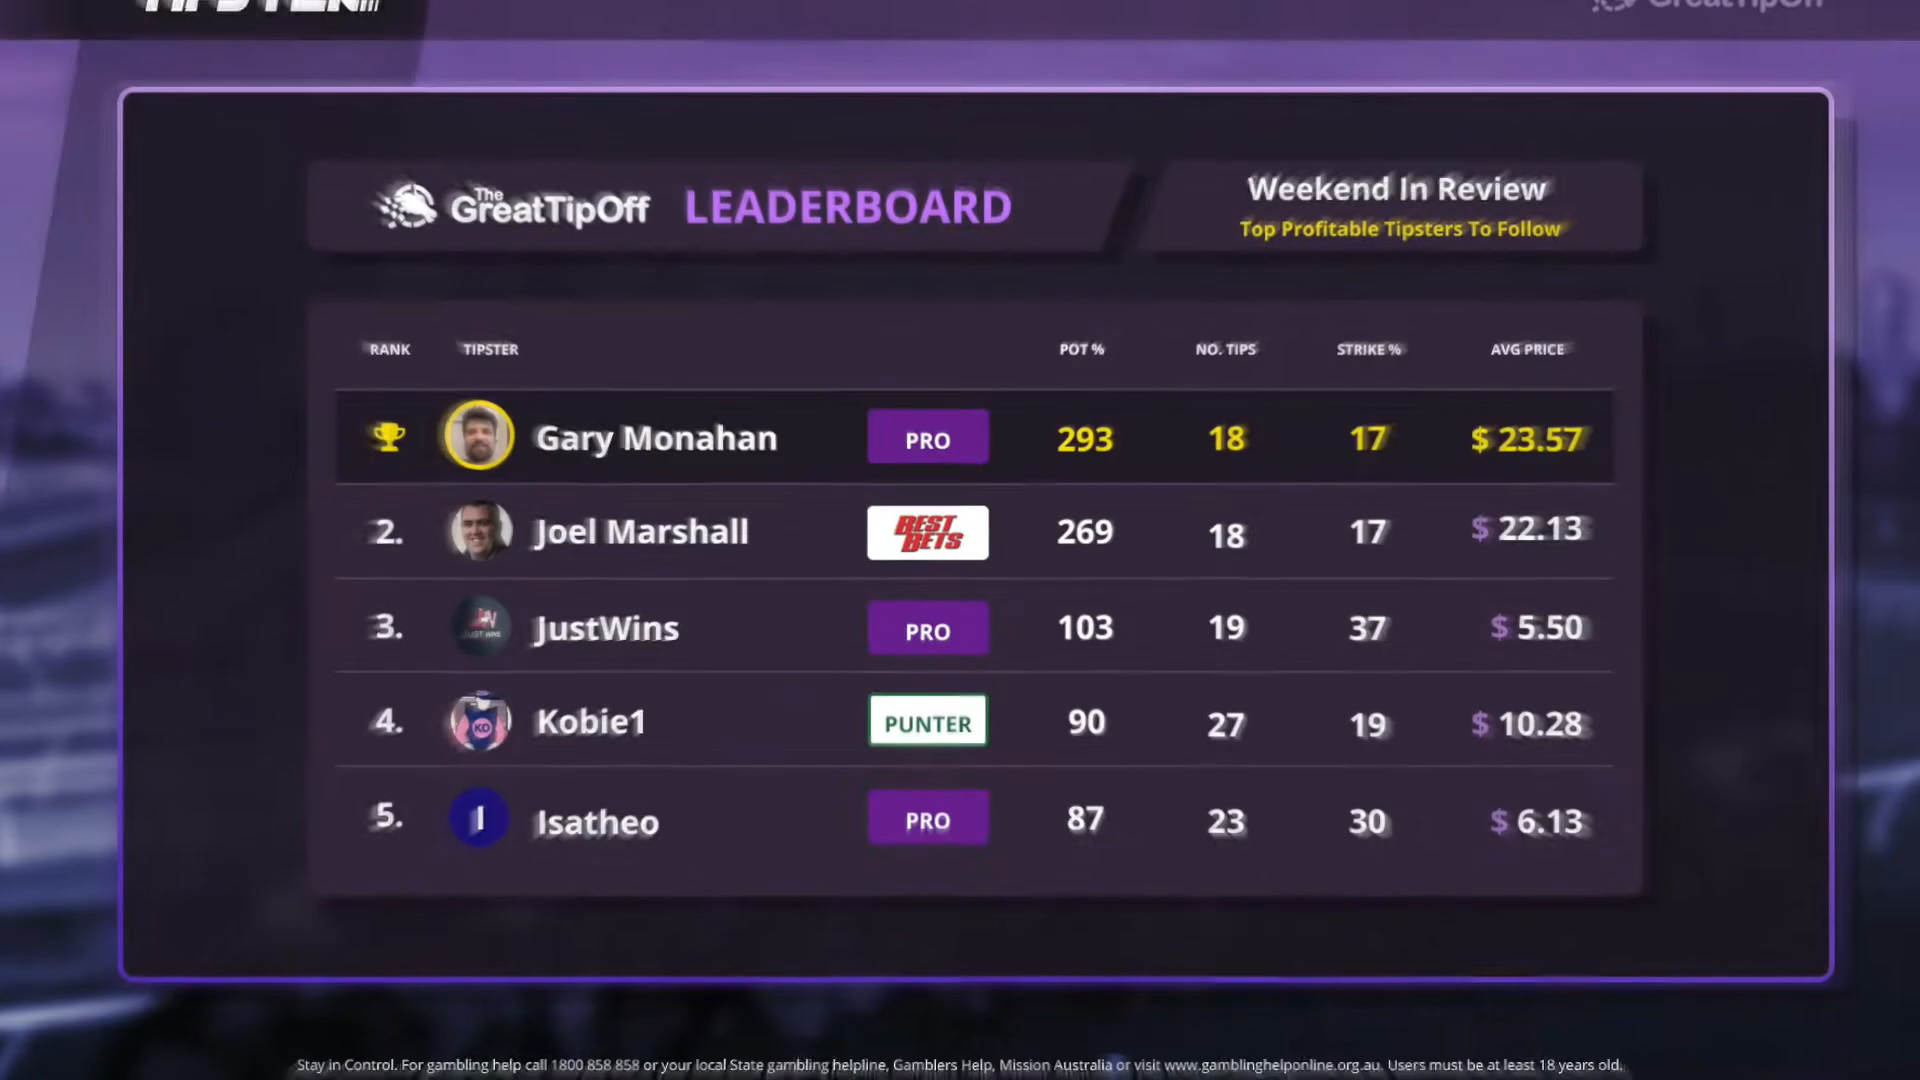 The
GreatTipOff
LEADERBOARD
Weekend In Review
Top Profitable Tipsters To Follow
RANK TIPSTER POT % NO. TIPS STRIKE % AVG PRICE
Gary Monahan PRO 293 18 17 $ 23.57
2. Joel Marshall BEST BETS 269 18 17 $ 22.13
3. JUST WINS JustWins PRO 103 19 37 $ 5.50
4. KO Kobie1 PUNTER 90 27 19 $ 10.28
5. I Isatheo PRO 87 23 30 $ 6.13
Stay in Control. For gambling help call 1800 858 858 or your local State gambling helpline, Gamblers Help, Mission Australia or visit www.gamblinghelponline.org.au. Users must be at least 18 years old.